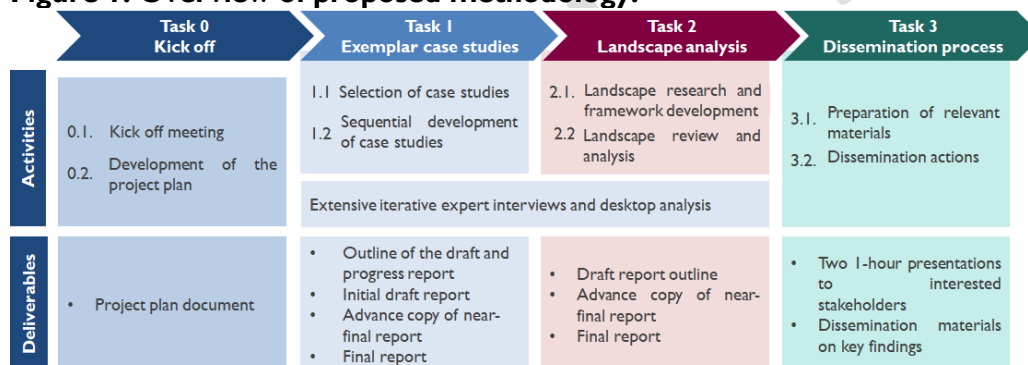 Figure 1: Overview of proposed methodology.
Task 0
Kick off
Task 1
Exemplar case studies
Task 2
Landscape analysis
Task 3
Dissemination process
Activities
0.1. Kick off meeting
0.2. Development of the
project plan
1.1 Selection of case studies
1.2 Sequential development
of case studies
2.1. Landscape research and
framework development
2.2 Landscape review and
analysis
Extensive iterative expert interviews and desktop analysis
3.1. Preparation of relevant
materials
3.2. Dissemination actions
Deliverables
• Project plan document
• Outline of the draft and
progress report
• Initial draft report
• Advance copy of near-
final report
• Final report
• Draft report outline
• Advance copy of near-
final report
• Final report
• Two 1-hour presentations
to interested
stakeholders
• Dissemination materials
on key findings